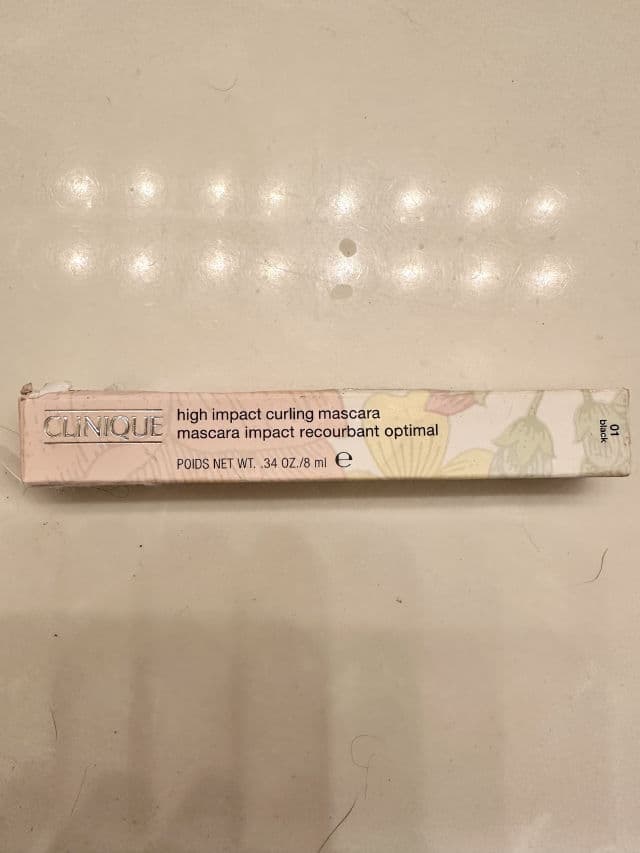 CLINIQUE
high impact curling mascara
mascara impact recourbant optimal
POIDS NET WT. .34 OZ./8 ml ℮
01
black